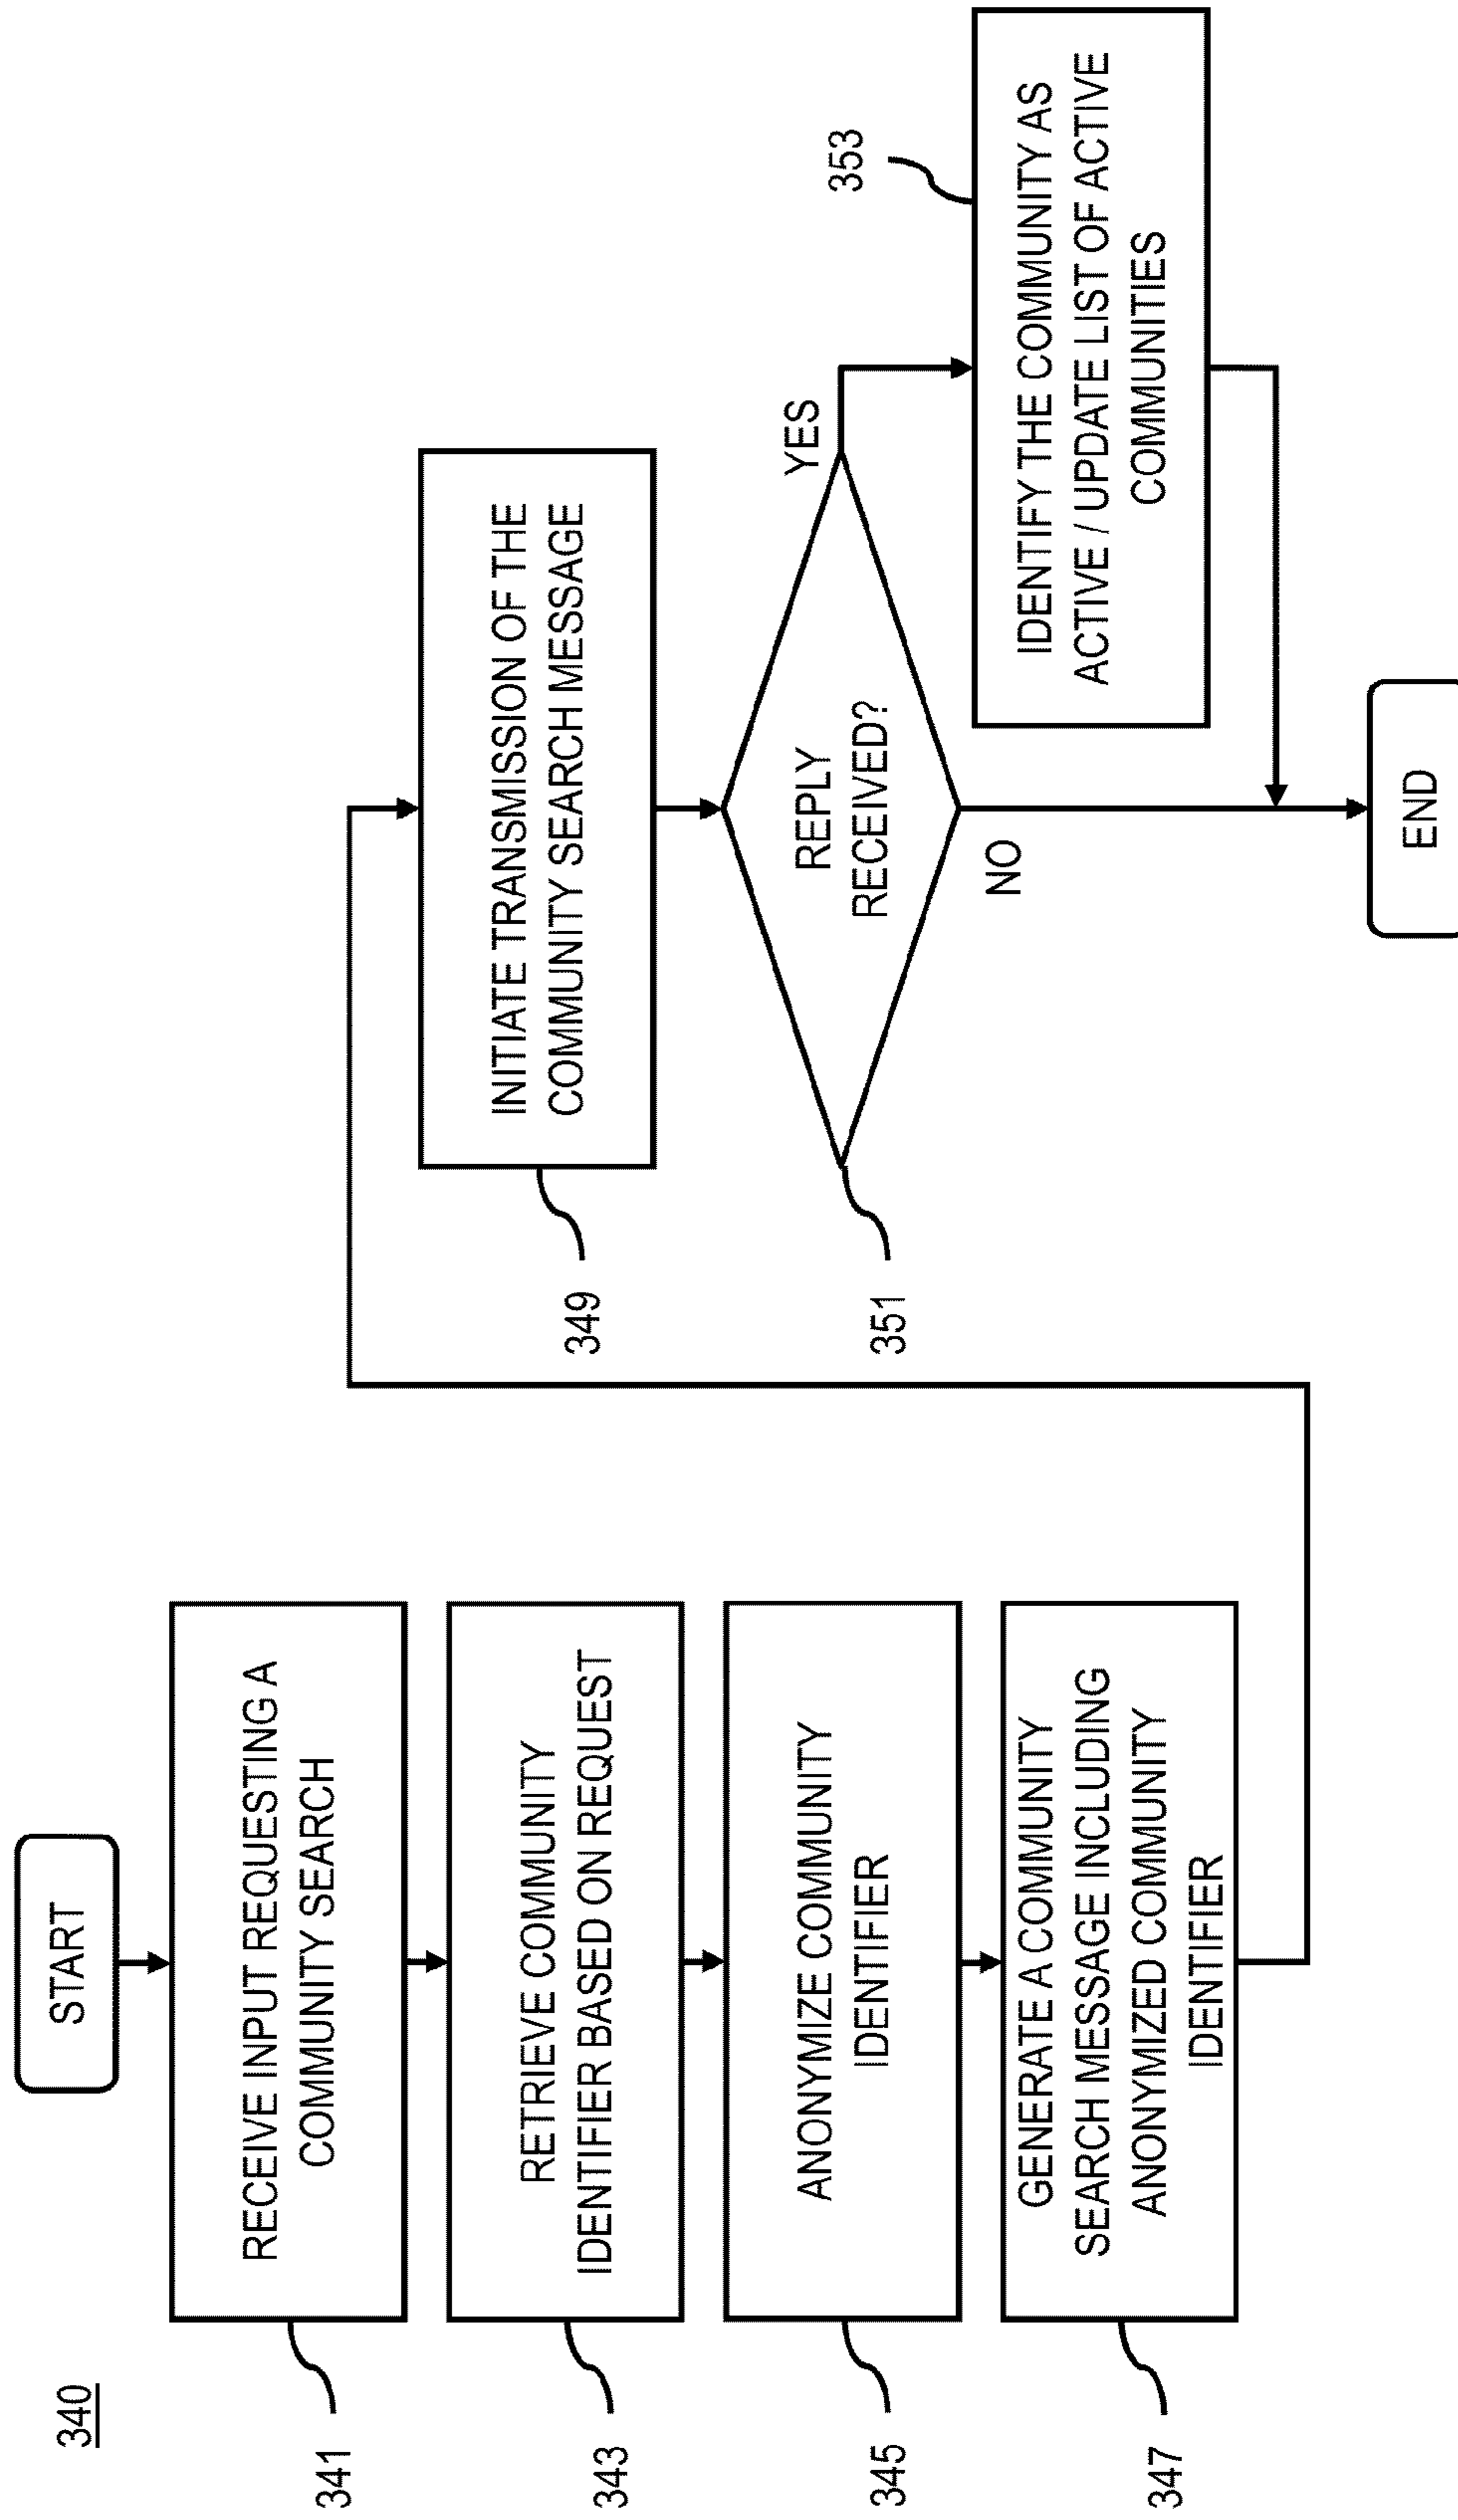 340
START
341
RECEIVE INPUT REQUESTING A
COMMUNITY SEARCH
343
RETRIEVE COMMUNITY
IDENTIFIER BASED ON REQUEST
345
ANONYMIZE COMMUNITY
IDENTIFIER
347
GENERATE A COMMUNITY
SEARCH MESSAGE INCLUDING
ANONYMIZED COMMUNITY
IDENTIFIER
349
INITIATE TRANSMISSION OF THE
COMMUNITY SEARCH MESSAGE
351
REPLY
RECEIVED?
YES
NO
353
IDENTIFY THE COMMUNITY AS
ACTIVE / UPDATE LIST OF ACTIVE
COMMUNITIES
END